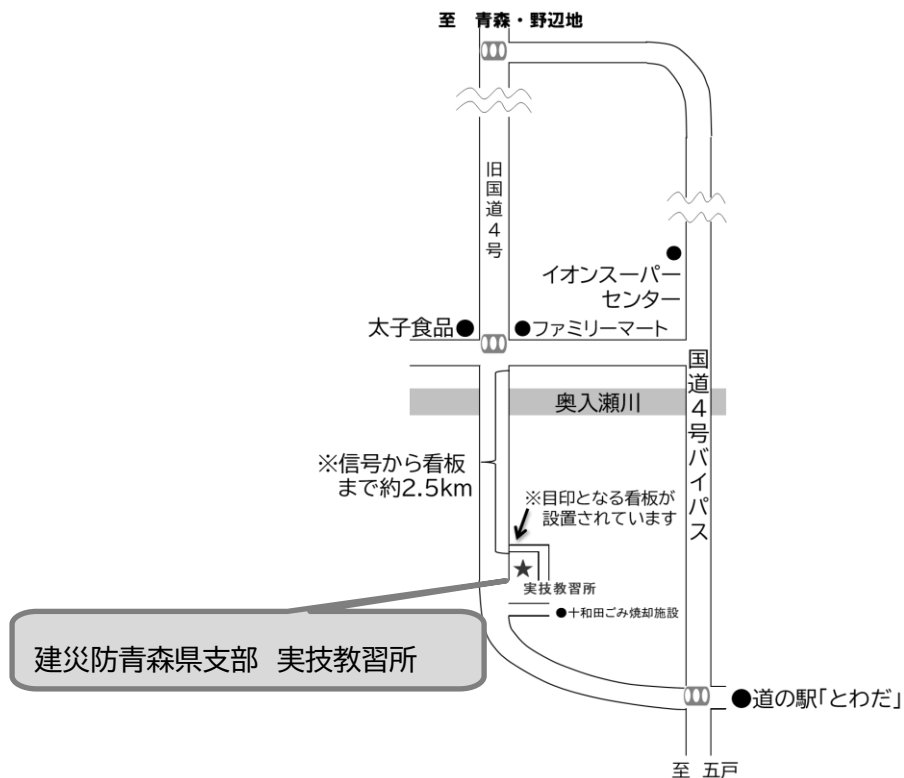 至　青森・野辺地
旧国道４号
イオンスーパー
センター
太子食品●
●ファミリーマート
国道４号バイパス
奥入瀬川
※信号から看板
まで約2.5km
※目印となる看板が
設置されています
★
実技教習所
●十和田ごみ焼却施設
建災防青森県支部　実技教習所
●道の駅「とわだ」
至　五戸